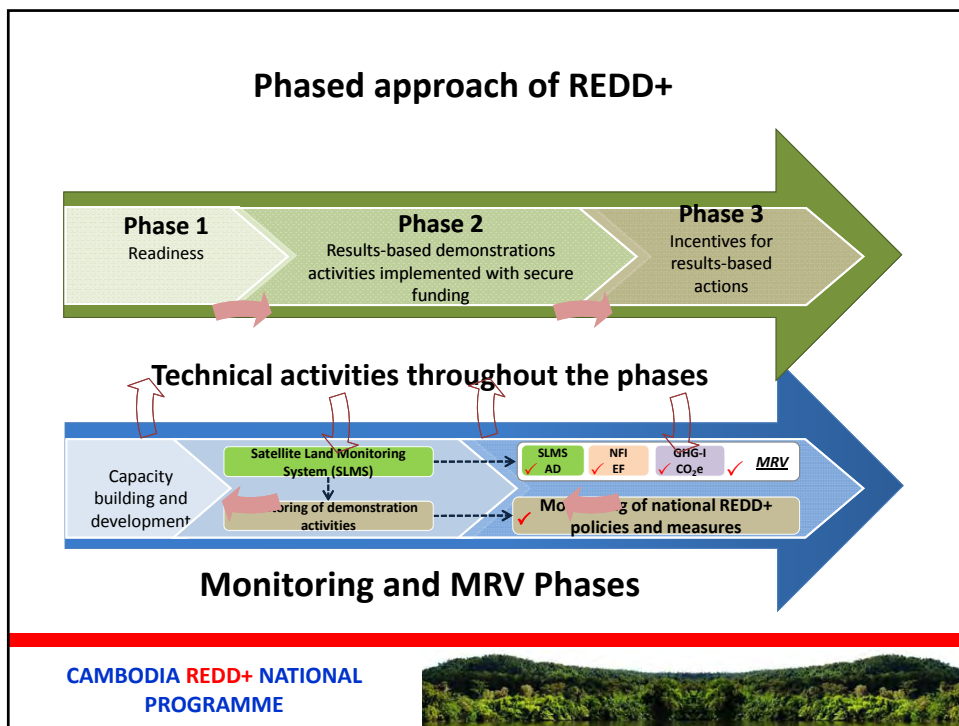 Phased approach of REDD+
Phase 1
Readiness
Phase 2
Results-based demonstrations
activities implemented with secure
funding
Phase 3
Incentives for
results-based
actions
Technical activities throughout the phases
Capacity
building and
development
Satellite Land Monitoring
System (SLMS)
toring of demonstration
activities
SLMS
AD
NFI
EF
GHG-I
CO₂e
MRV
Mo g of national REDD+
policies and measures
Monitoring and MRV Phases
CAMBODIA REDD+ NATIONAL
PROGRAMME